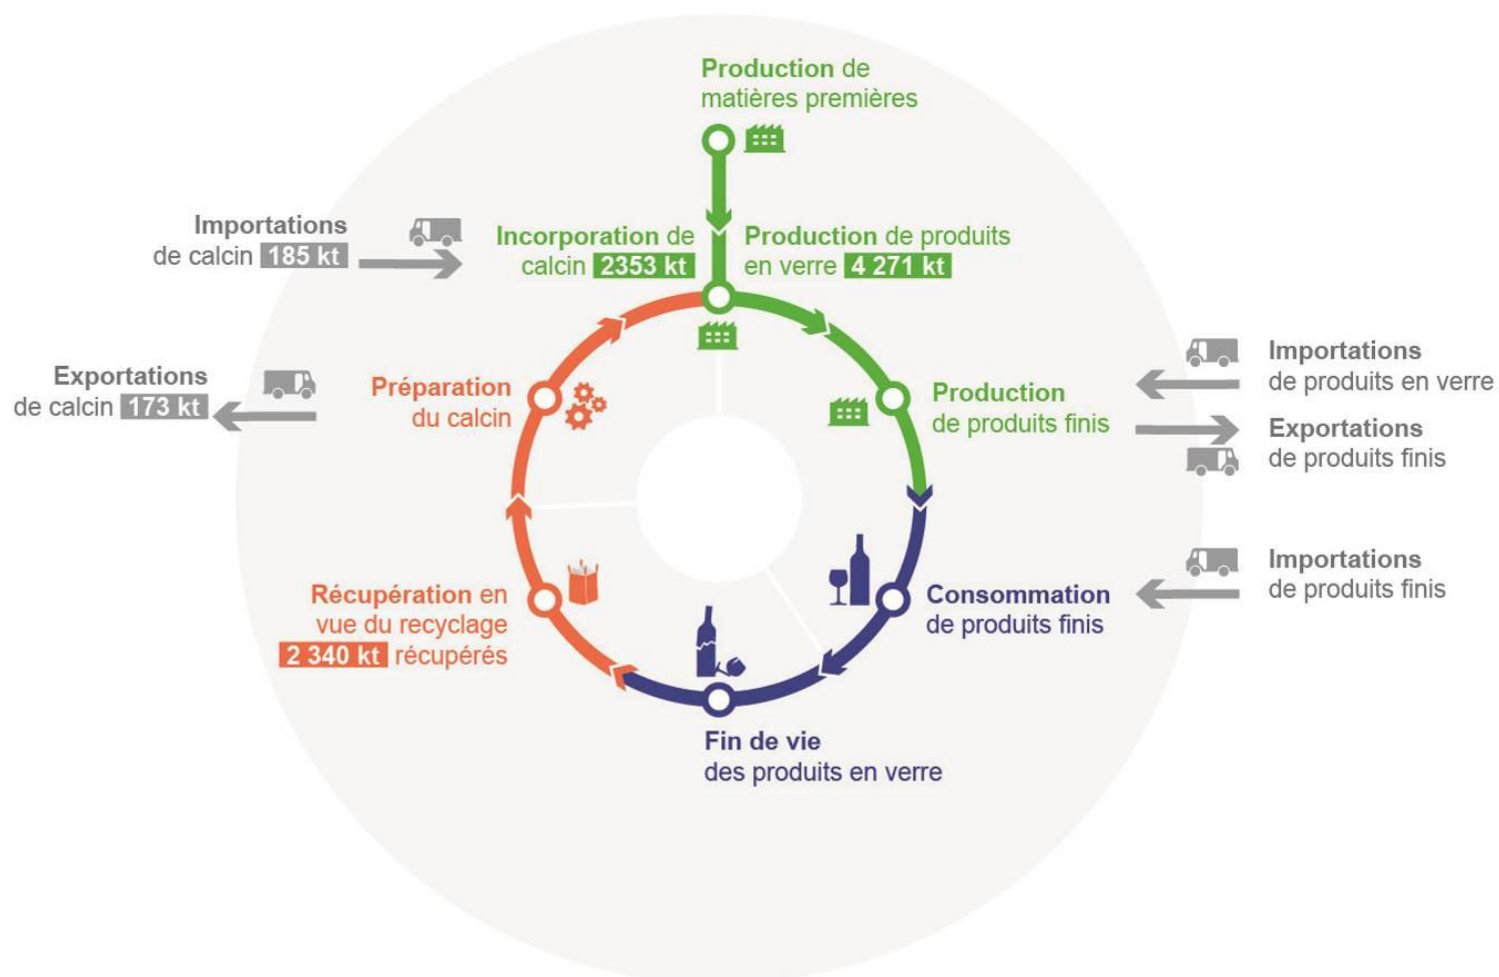 Production de
matières premières
Importations
de calcin 185 kt
Incorporation de
calcin 2353 kt
Production de produits
en verre 4 271 kt
Exportations
de calcin 173 kt
Préparation
du calcin
Production
de produits finis
Importations
de produits en verre
Exportations
de produits finis
Récupération en
vue du recyclage
2 340 kt récupérés
Consommation
de produits finis
Importations
de produits finis
Fin de vie
des produits en verre